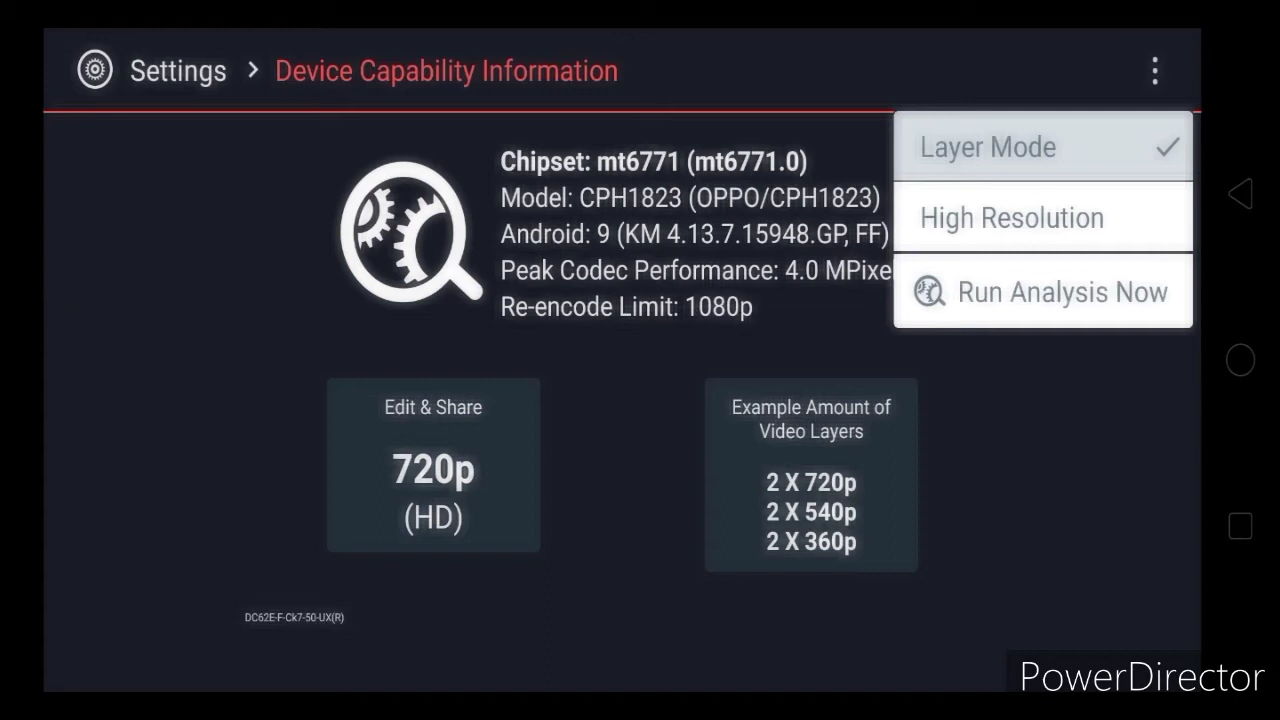 Settings > Device Capability Information
Layer Mode
High Resolution
Run Analysis Now
Chipset: mt6771 (mt6771.0)
Model: CPH1823 (OPPO/CPH1823)
Android: 9 (KM 4.13.7.15948.GP, FF)
Peak Codec Performance: 4.0 MPixe
Re-encode Limit: 1080p
Edit & Share
720p
(HD)
Example Amount of
Video Layers
2 X 720p
2 X 540p
2 X 360p
DC62E-F-Ck7-50-UX(R)
PowerDirector